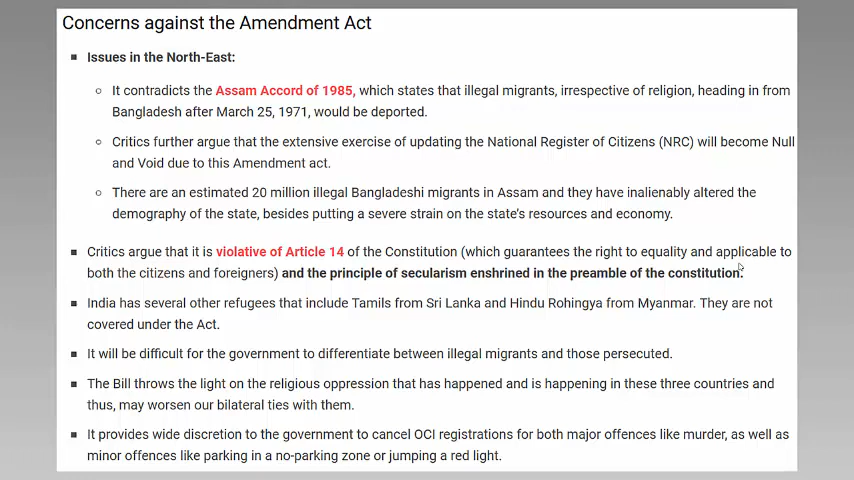 Concerns against the Amendment Act
▪ Issues in the North-East:
○ It contradicts the Assam Accord of 1985, which states that illegal migrants, irrespective of religion, heading in from
Bangladesh after March 25, 1971, would be deported.
○ Critics further argue that the extensive exercise of updating the National Register of Citizens (NRC) will become Null
and Void due to this Amendment act.
○ There are an estimated 20 million illegal Bangladeshi migrants in Assam and they have inalienably altered the
demography of the state, besides putting a severe strain on the state's resources and economy.
▪ Critics argue that it is violative of Article 14 of the Constitution (which guarantees the right to equality and applicable to
both the citizens and foreigners) and the principle of secularism enshrined in the preamble of the constitution.
▪ India has several other refugees that include Tamils from Sri Lanka and Hindu Rohingya from Myanmar. They are not
covered under the Act.
▪ It will be difficult for the government to differentiate between illegal migrants and those persecuted.
▪ The Bill throws the light on the religious oppression that has happened and is happening in these three countries and
thus, may worsen our bilateral ties with them.
▪ It provides wide discretion to the government to cancel OCI registrations for both major offences like murder, as well as
minor offences like parking in a no-parking zone or jumping a red light.